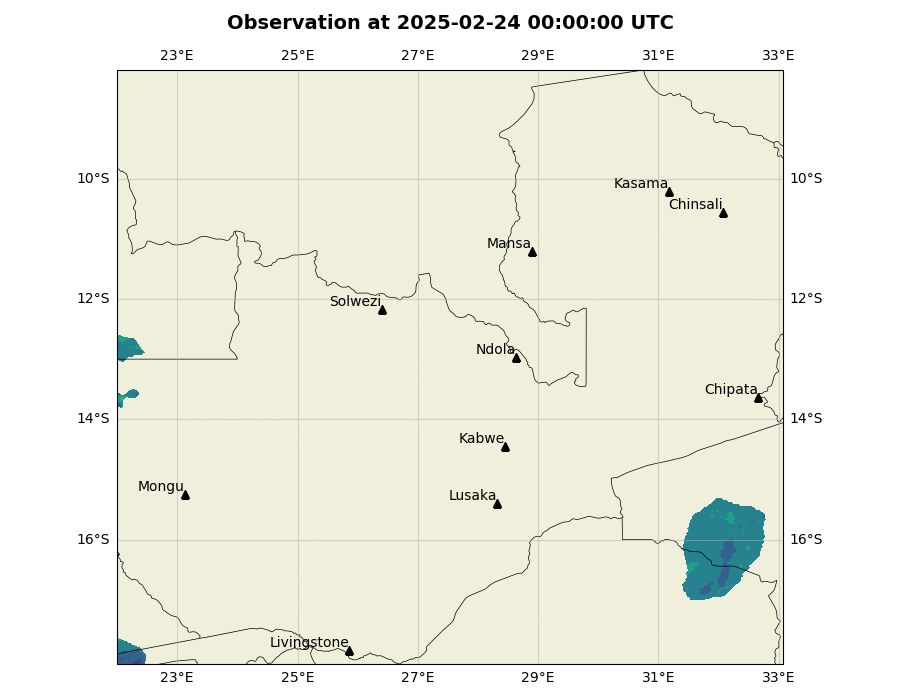 Observation at 2025-02-24 00:00:00 UTC
23°E 25°E 27°E 29°E 31°E 33°E
10°S 10°S
Kasama
Chinsali
Mansa
12°S 12°S
Solwezi
Ndola
Chipata
14°S 14°S
Kabwe
Mongu
Lusaka
16°S 16°S
Livingstone
23°E 25°E 27°E 29°E 31°E 33°E